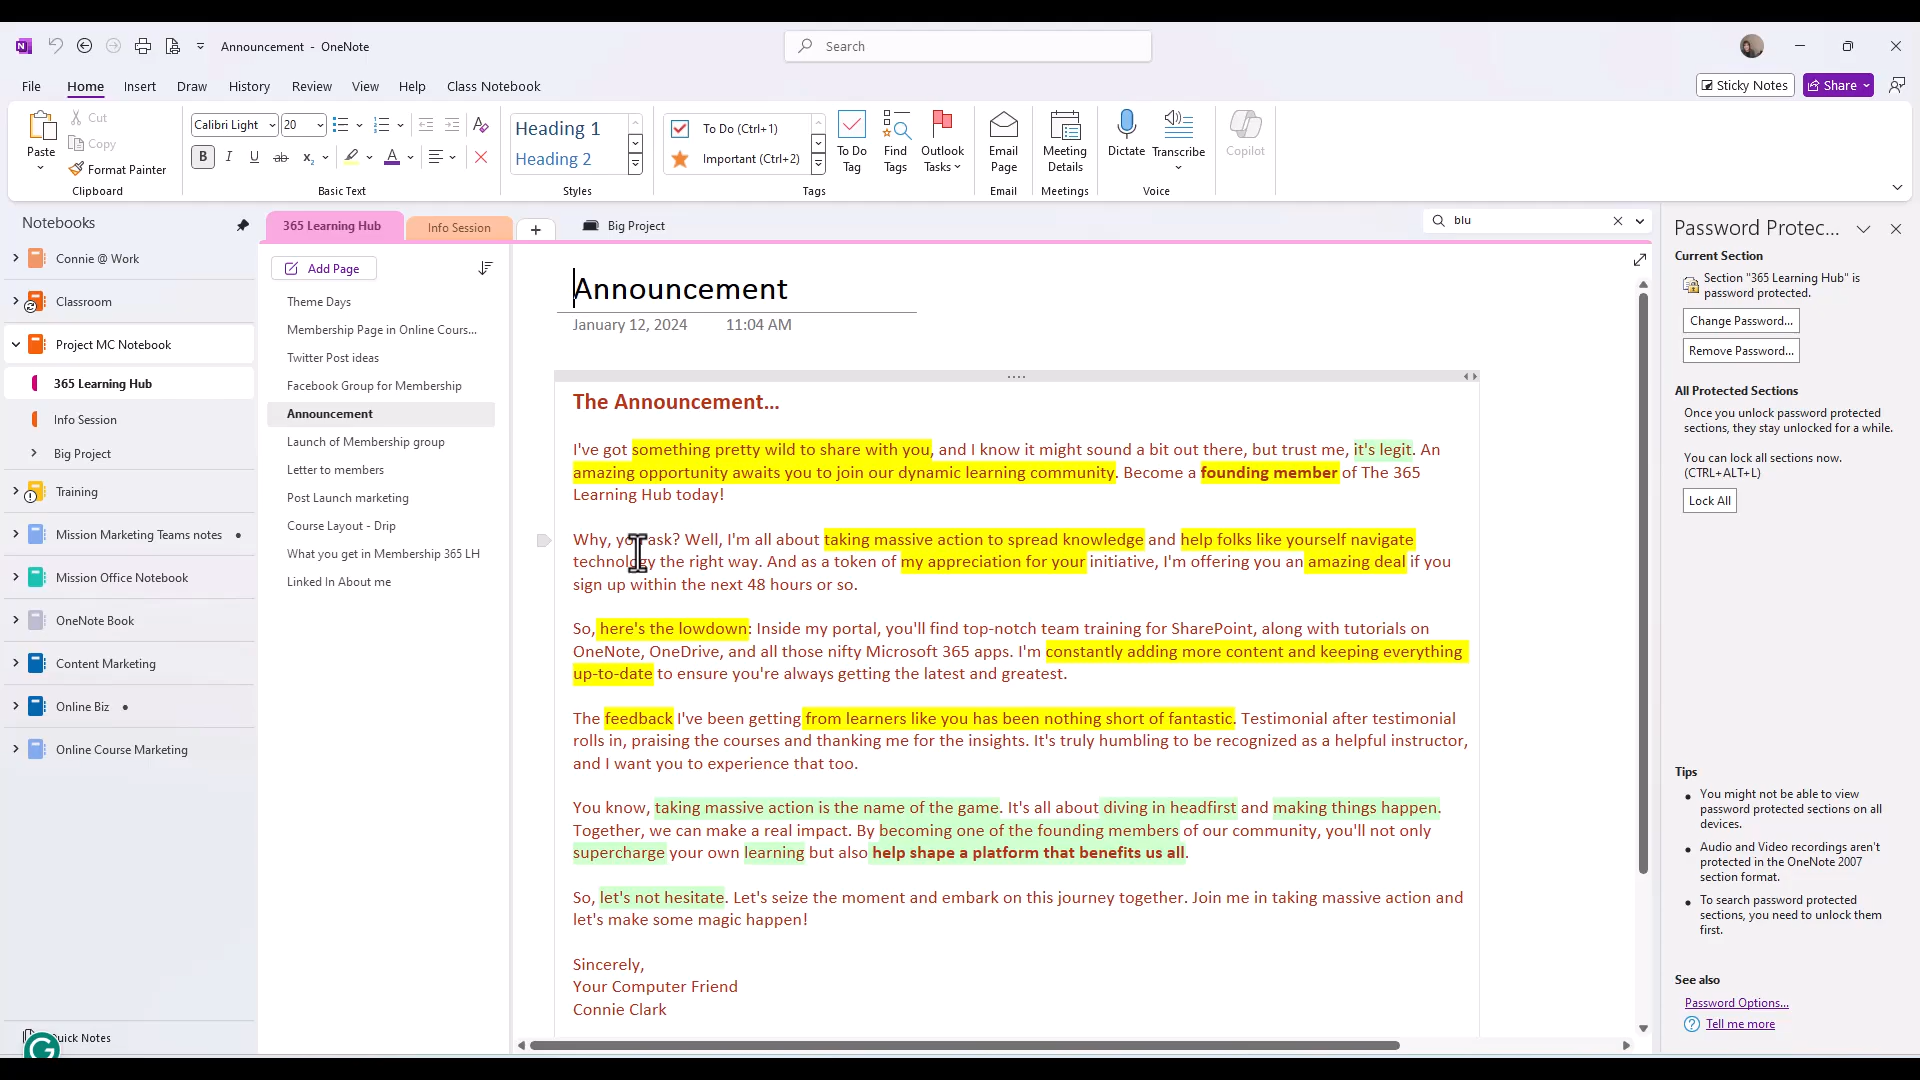 Announcement - OneNote
Search
File Home Insert Draw History Review View Help Class Notebook
Sticky Notes
Share
Paste
Cut
Copy
Format Painter
Clipboard
Calibri Light 20
Basic Text
Heading 1
Heading 2
Styles
To Do (Ctrl+1)
Important (Ctrl+2)
Tags
To Do
Tag
Find
Tags
Outlook
Tasks
Email
Page
Email
Meeting
Details
Meetings
Dictate
Transcribe
Voice
Copilot
Notebooks
Connie @ Work
Classroom
Project MC Notebook
365 Learning Hub
Info Session
Big Project
Training
Mission Marketing Teams notes
Mission Office Notebook
OneNote Book
Content Marketing
Online Biz
Online Course Marketing
Quick Notes
365 Learning Hub
Info Session
Big Project
blu
Add Page
Theme Days
Membership Page in Online Cours...
Twitter Post ideas
Facebook Group for Membership
Announcement
Launch of Membership group
Letter to members
Post Launch marketing
Course Layout - Drip
What you get in Membership 365 LH
Linked In About me
Announcement
January 12, 2024 11:04 AM
The Announcement...
I've got something pretty wild to share with you, and I know it might sound a bit out there, but trust me, it's legit. An
amazing opportunity awaits you to join our dynamic learning community. Become a founding member of The 365
Learning Hub today!
Why, you ask? Well, I'm all about taking massive action to spread knowledge and help folks like yourself navigate
technology the right way. And as a token of my appreciation for your initiative, I'm offering you an amazing deal if you
sign up within the next 48 hours or so.
So, here's the lowdown: Inside my portal, you'll find top-notch team training for SharePoint, along with tutorials on
OneNote, OneDrive, and all those nifty Microsoft 365 apps. I'm constantly adding more content and keeping everything
up-to-date to ensure you're always getting the latest and greatest.
The feedback I've been getting from learners like you has been nothing short of fantastic. Testimonial after testimonial
rolls in, praising the courses and thanking me for the insights. It's truly humbling to be recognized as a helpful instructor,
and I want you to experience that too.
You know, taking massive action is the name of the game. It's all about diving in headfirst and making things happen.
Together, we can make a real impact. By becoming one of the founding members of our community, you'll not only
supercharge your own learning but also help shape a platform that benefits us all.
So, let's not hesitate. Let's seize the moment and embark on this journey together. Join me in taking massive action and
let's make some magic happen!
Sincerely,
Your Computer Friend
Connie Clark
Password Protec...
Current Section
Section "365 Learning Hub" is
password protected.
Change Password...
Remove Password...
All Protected Sections
Once you unlock password protected
sections, they stay unlocked for a while.
You can lock all sections now.
(CTRL+ALT+L)
Lock All
Tips
You might not be able to view
password protected sections on all
devices.
Audio and Video recordings aren't
protected in the OneNote 2007
section format.
To search password protected
sections, you need to unlock them
first.
See also
Password Options...
Tell me more